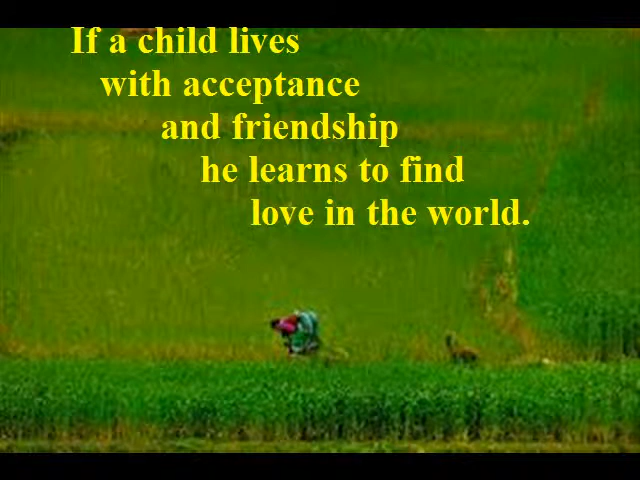 If a child lives
with acceptance
and friendship
he learns to find
love in the world.